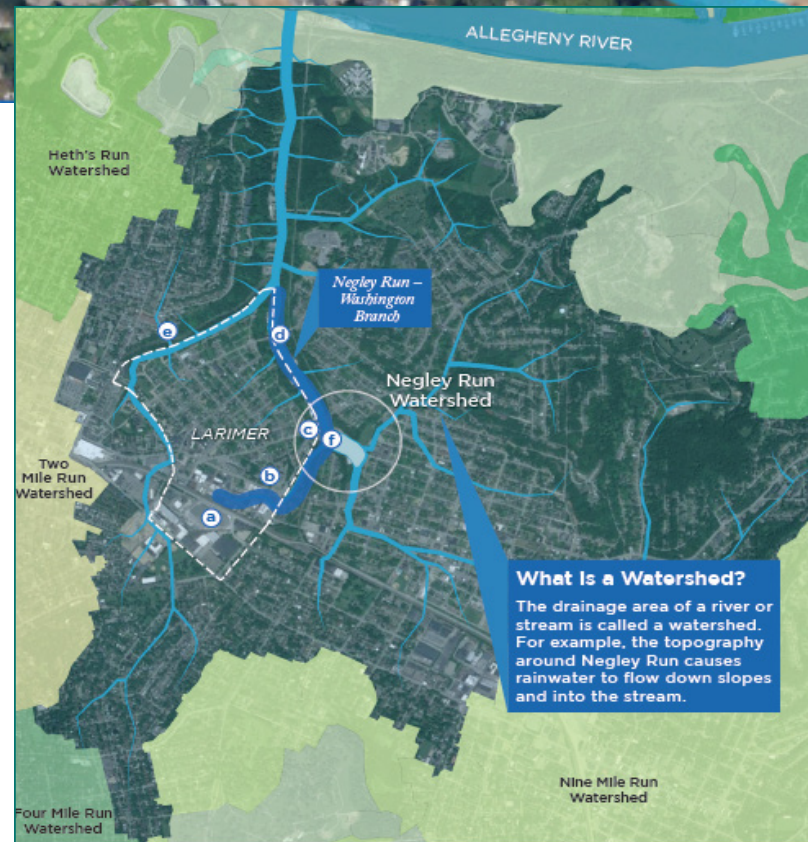 ALLEGHENY RIVER
Heth's Run
Watershed
Negley Run –
Washington
Branch
e
d
Negley Run
Watershed
LARIMER
c
f
Two
Mile Run
Watershed
b
a
What Is a Watershed?
The drainage area of a river or
stream is called a watershed.
For example, the topography
around Negley Run causes
rainwater to flow down slopes
and into the stream.
Nine Mile Run
Watershed
Four Mile Run
Watershed